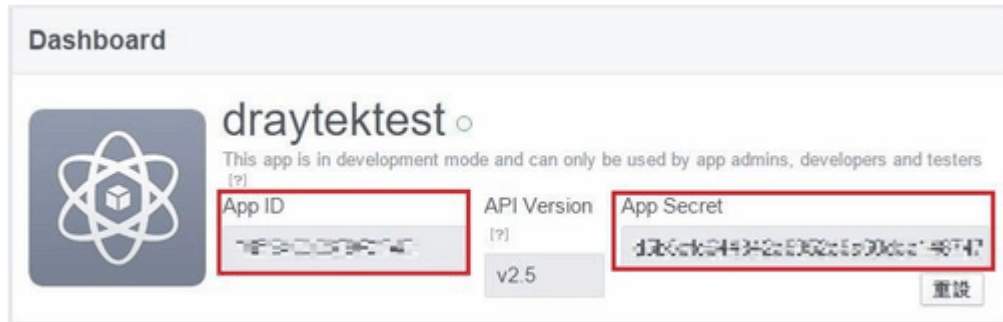 Dashboard
draytektest
This app is in development mode and can only be used by app admins, developers and testers
[?]
App ID
API Version
App Secret
[?]
v2.5
重設